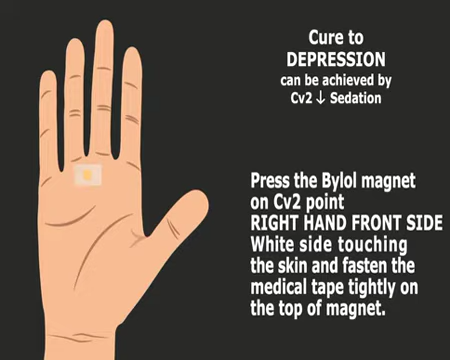 Cure to
DEPRESSION
can be achieved by
Cv2 ↓ Sedation
Press the Bylol magnet
on Cv2 point
RIGHT HAND FRONT SIDE
White side touching
the skin and fasten the
medical tape tightly on
the top of magnet.